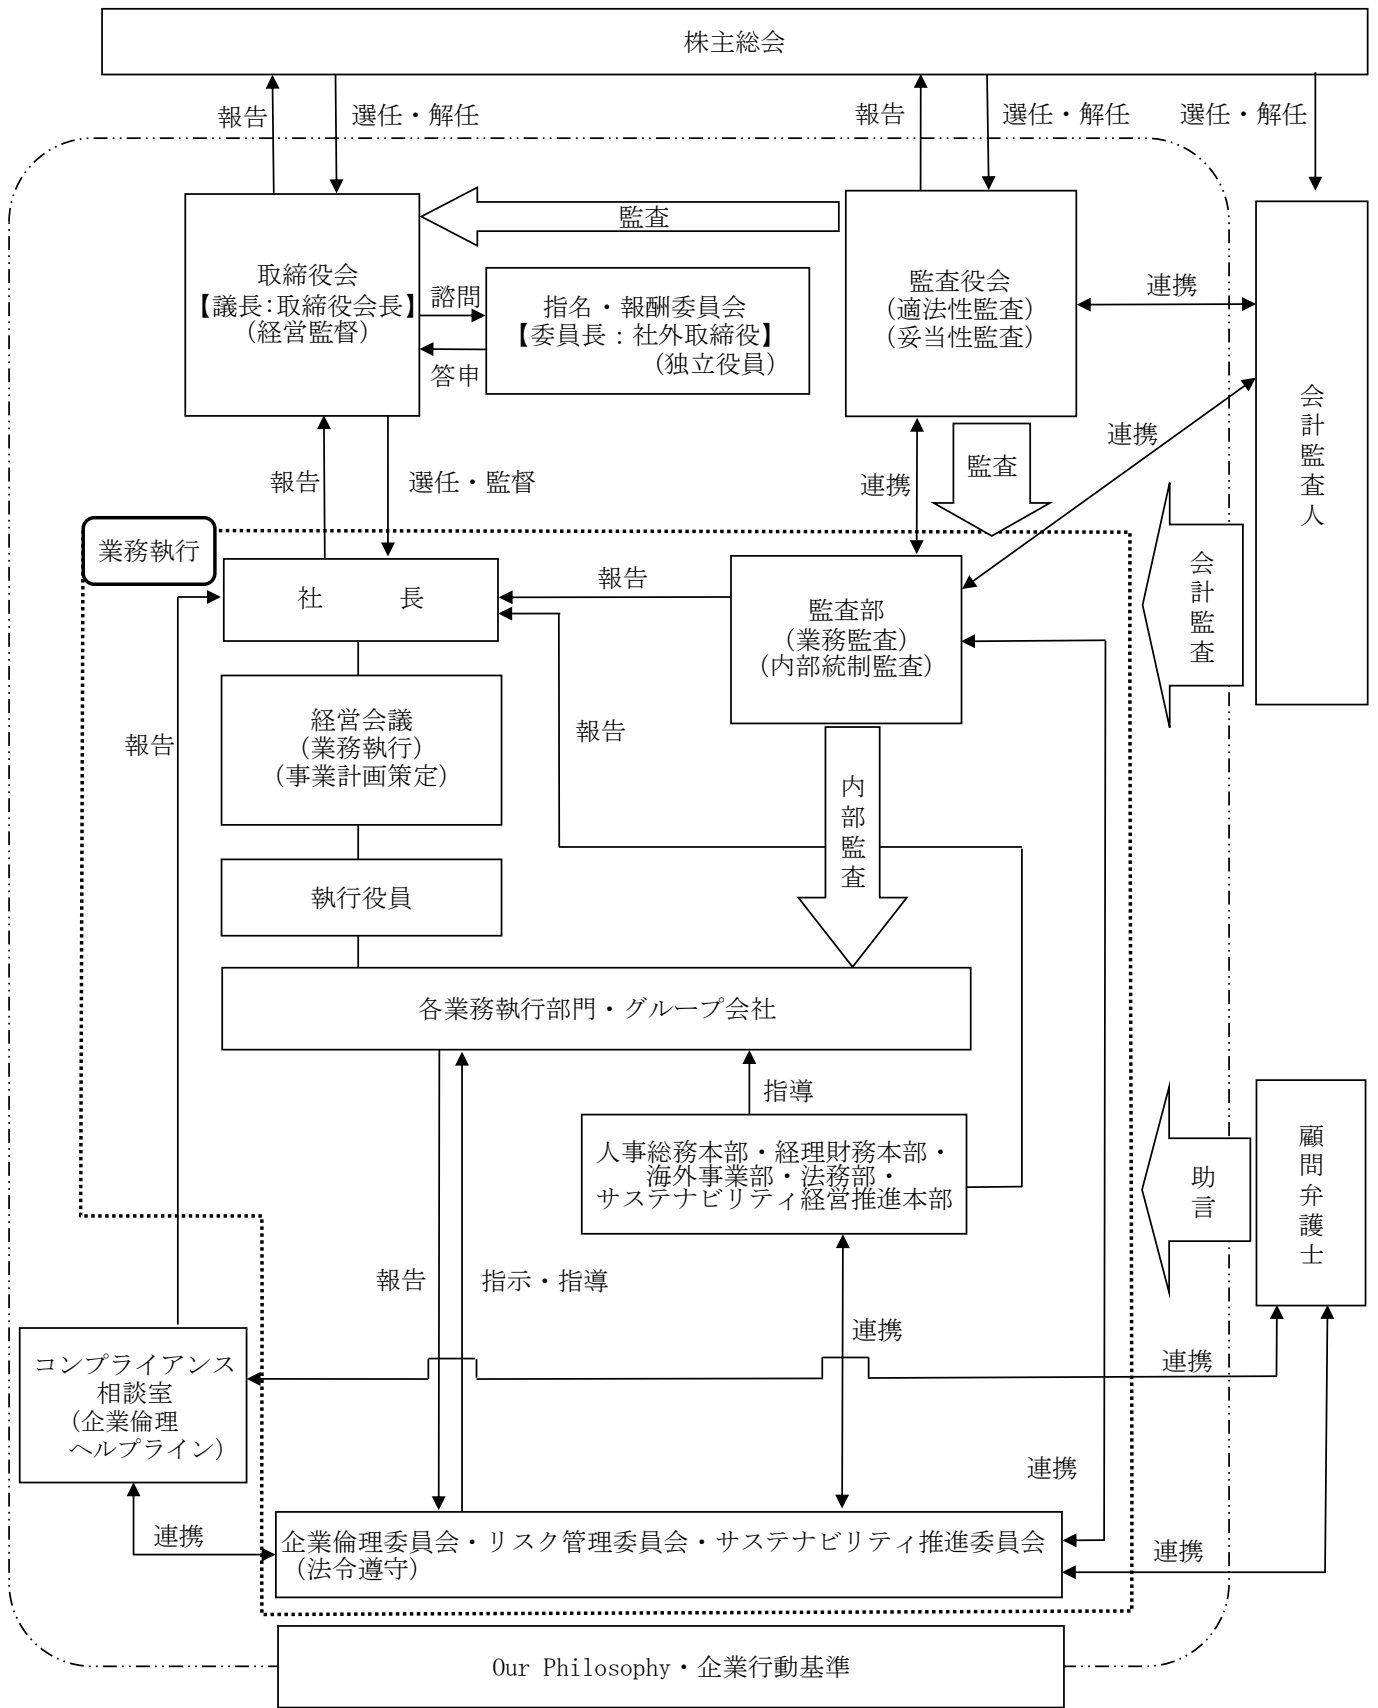 株主総会
報告
選任・解任
報告
選任・解任
選任・解任
取締役会
【議長:取締役会長】
(経営監督)
監査
諮問
答申
指名・報酬委員会
【委員長：社外取締役】
(独立役員)
監査役会
(適法性監査)
(妥当性監査)
連携
会計監査人
連携
報告
選任・監督
連携
監査
業務執行
社　　　長
報告
監査部
(業務監査)
(内部統制監査)
会計監査
報告
経営会議
(業務執行)
(事業計画策定)
報告
内部監査
執行役員
各業務執行部門・グループ会社
指導
人事総務本部・経理財務本部・
海外事業部・法務部・
サステナビリティ経営推進本部
助言
顧問弁護士
報告
指示・指導
連携
連携
コンプライアンス
相談室
(企業倫理
ヘルプライン)
連携
連携
連携
企業倫理委員会・リスク管理委員会・サステナビリティ推進委員会
(法令遵守)
Our Philosophy・企業行動基準